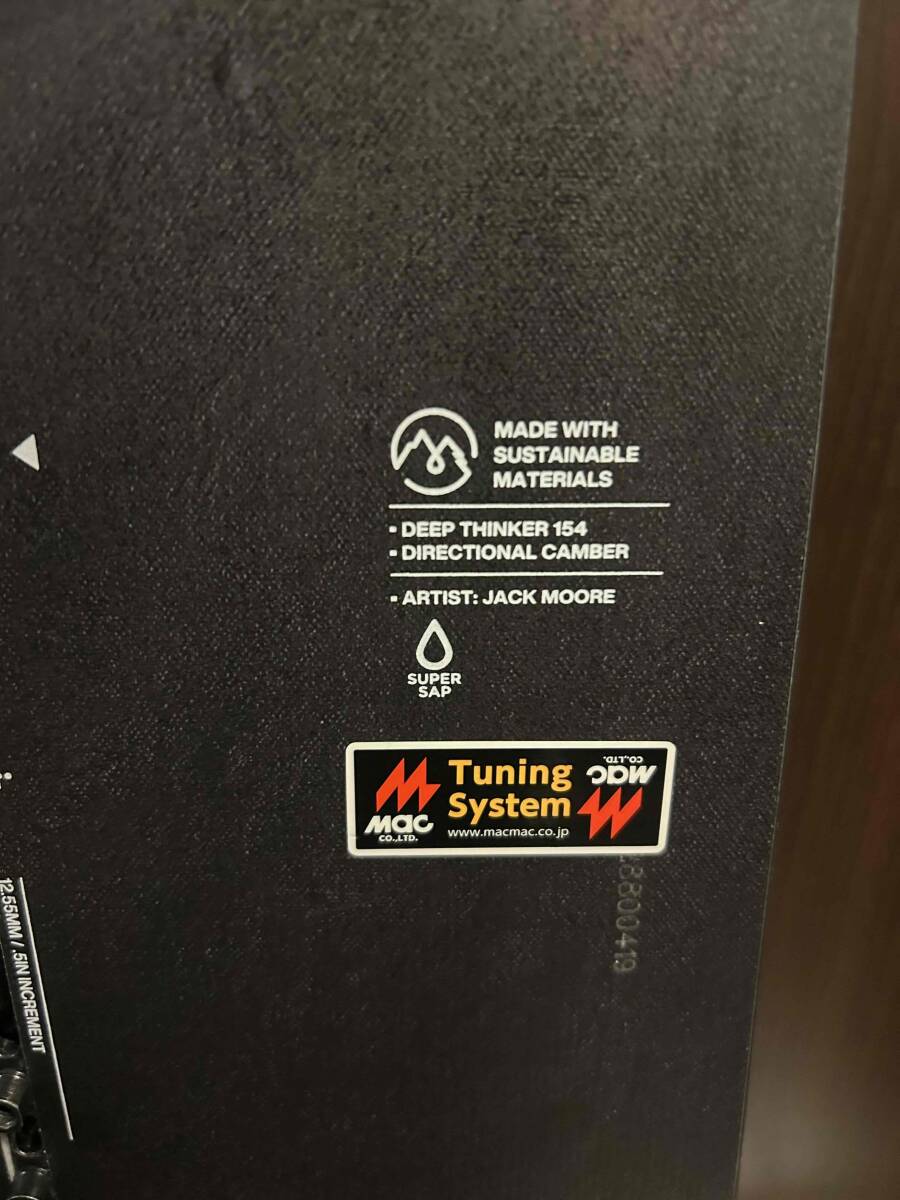 MADE WITH
SUSTAINABLE
MATERIALS
• DEEP THINKER 154
• DIRECTIONAL CAMBER
• ARTIST: JACK MOORE
SUPER
SAP
mac
CO.,LTD.
Tuning
System
www.macmac.co.jp
mac
CO.,LTD.
8800419
12.55MM / .5IN INCREMENT